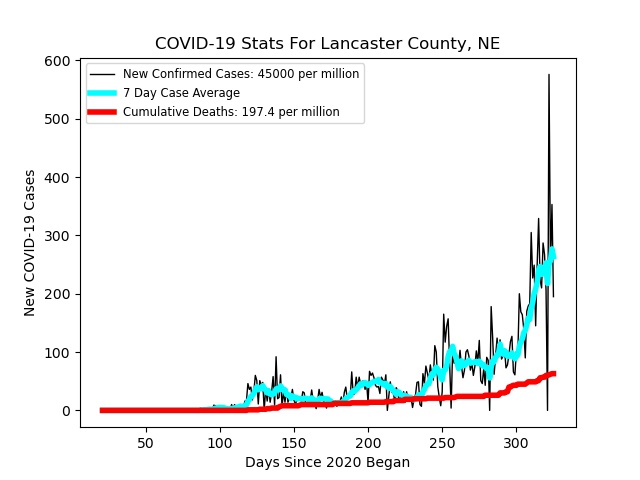 COVID-19 Stats For Lancaster County, NE
600
500
400
300
200
100
0
New COVID-19 Cases
New Confirmed Cases: 45000 per million
7 Day Case Average
Cumulative Deaths: 197.4 per million
50 100 150 200 250 300
Days Since 2020 Began